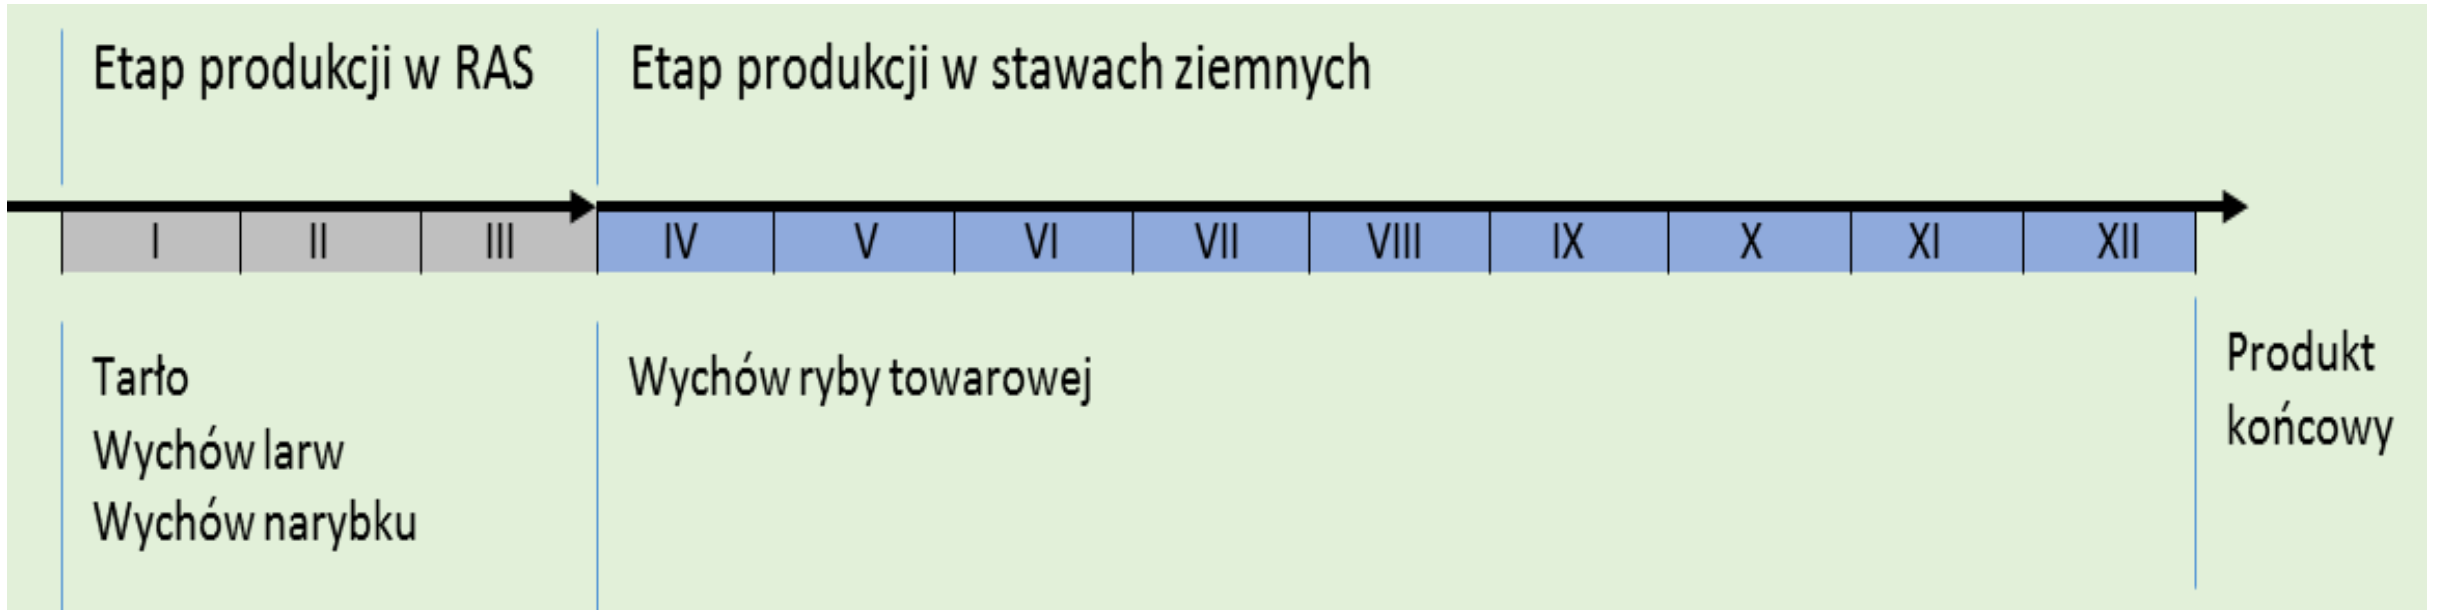 Etap produkcji w RAS
Etap produkcji w stawach ziemnych
I II III IV V VI VII VIII IX X XI XII
Tarło
Wychów larw
Wychów narybku
Wychów ryby towarowej
Produkt
końcowy